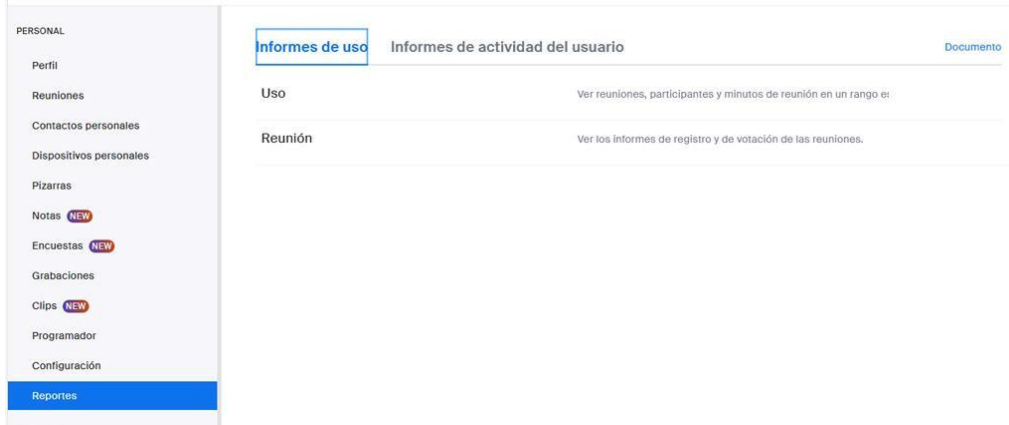 PERSONAL
Perfil
Reuniones
Contactos personales
Dispositivos personales
Pizarras
Notas NEW
Encuestas NEW
Grabaciones
Clips NEW
Programador
Configuración
Reportes
Informes de uso Informes de actividad del usuario Documento
Uso Ver reuniones, participantes y minutos de reunión en un rango
Reunión Ver los informes de registro y de votación de las reuniones.